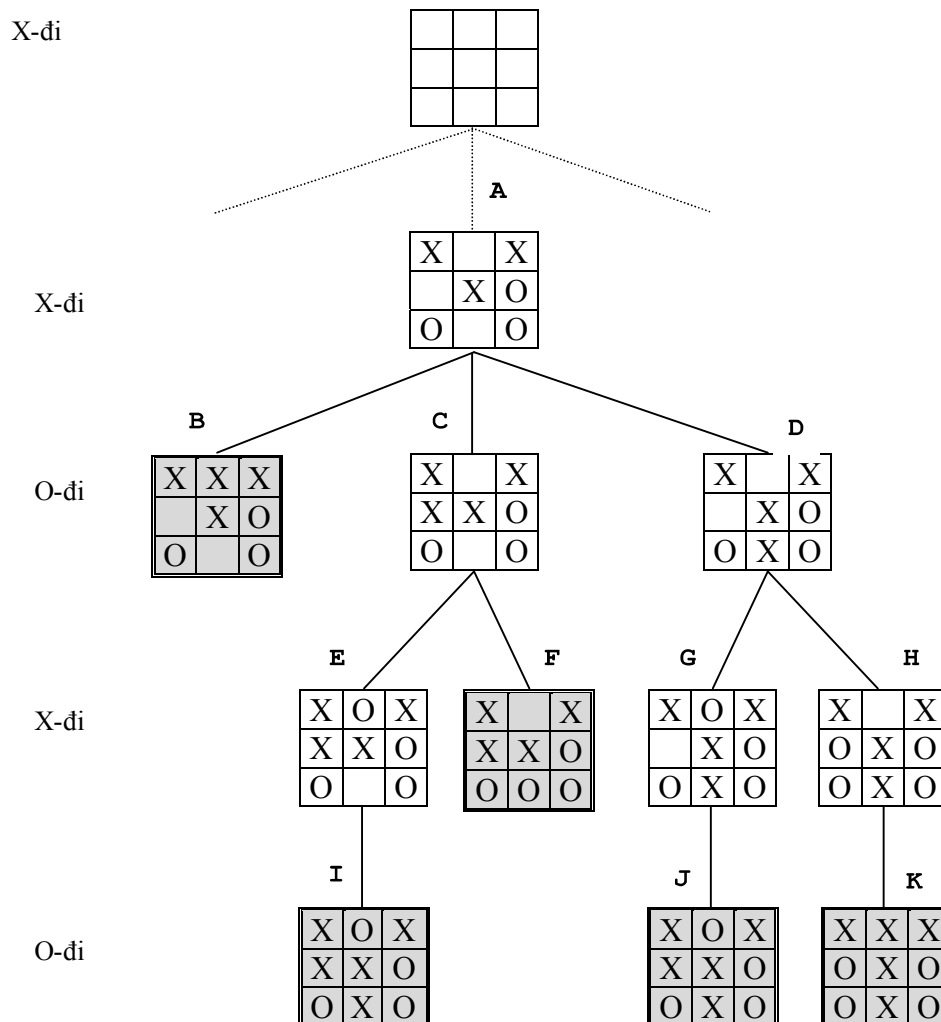 X-đi
A
X X
X-đi
X O
O O
B C D
X X X X X X X
O-đi
X O X X O X O
O O O O O X O
E F G H
X O X X X X O X X X
X-đi
X X O X X O X O O X O
O O O O O O X O O X O
I J K
X O X X O X X X X
O-đi
X X O X X O O X O
O X O O X O O X O